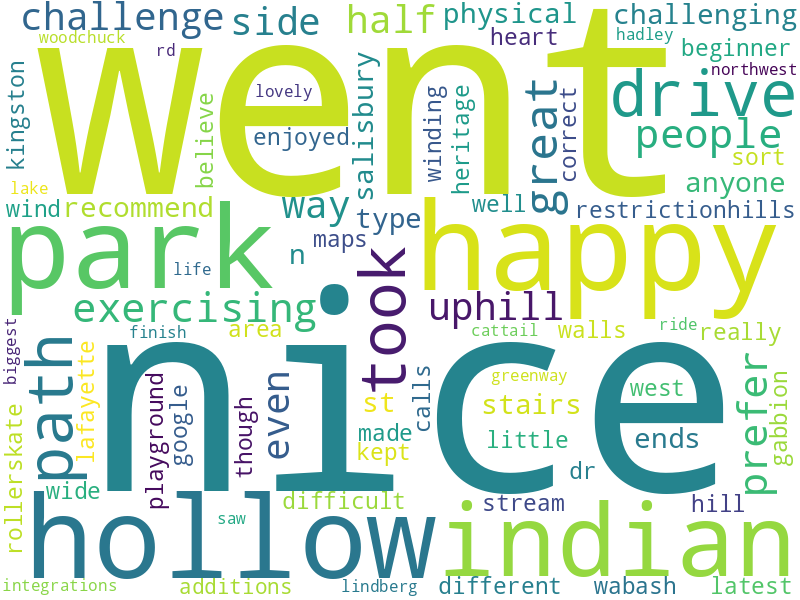 woodchuck
challenge
rd
side
half
physical
heart
challenging
hadley
beginner
northwest
went
kingston
believe
lovely
enjoyed
salisbury
winding
heritage
great
correct
drive
people
sort
anyone
lake
wind
recommend
way
type
well
restrictionhills
park
life
n
maps
took
happy
exercising
uphill
biggest
path
lafayette
finish
area
nice
cattail
walls
ride
really
greenway
west
prefer
gabbion
rollerskate
playground
google
though
even
st
made
kept
calls
stairs
little
ends
dr
wide
hollow
saw
difficult
stream
hill
indian
integrations
additions
lindberg
different
wabash
latest